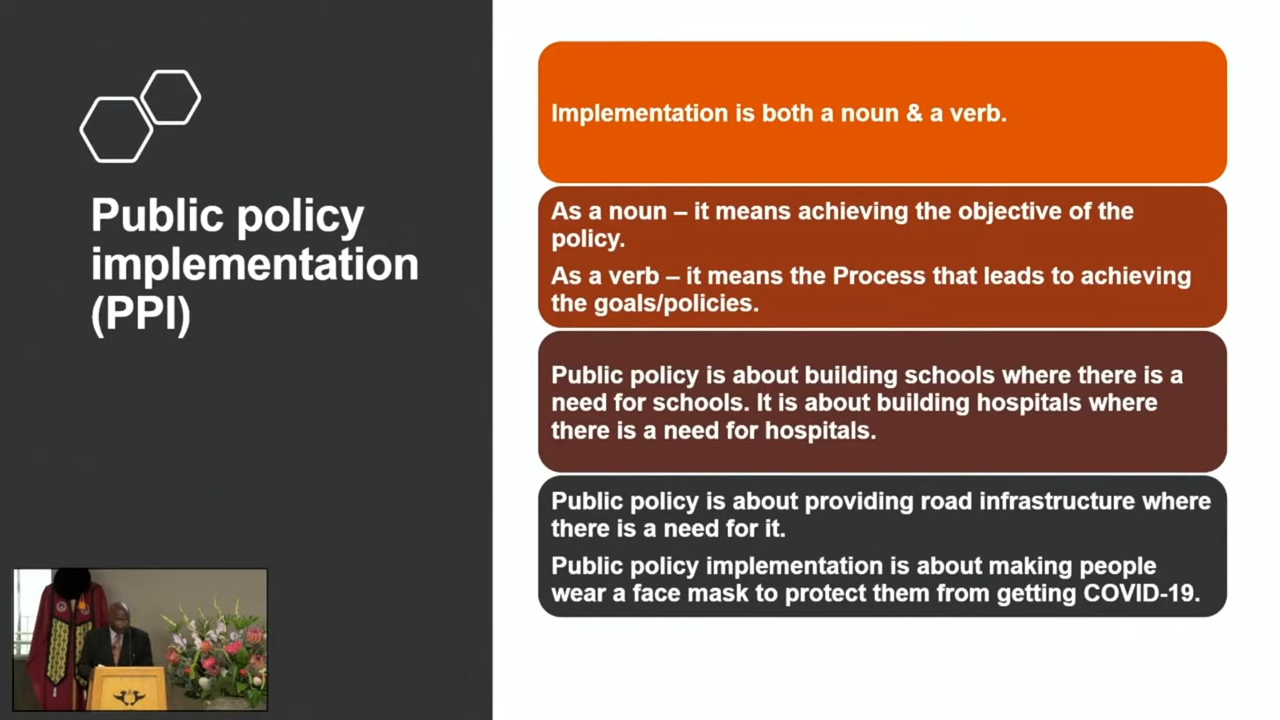 Public policy
implementation
(PPI)
Implementation is both a noun & a verb.
As a noun – it means achieving the objective of the
policy.
As a verb – it means the Process that leads to achieving
the goals/policies.
Public policy is about building schools where there is a
need for schools. It is about building hospitals where
there is a need for hospitals.
Public policy is about providing road infrastructure where
there is a need for it.
Public policy implementation is about making people
wear a face mask to protect them from getting COVID-19.